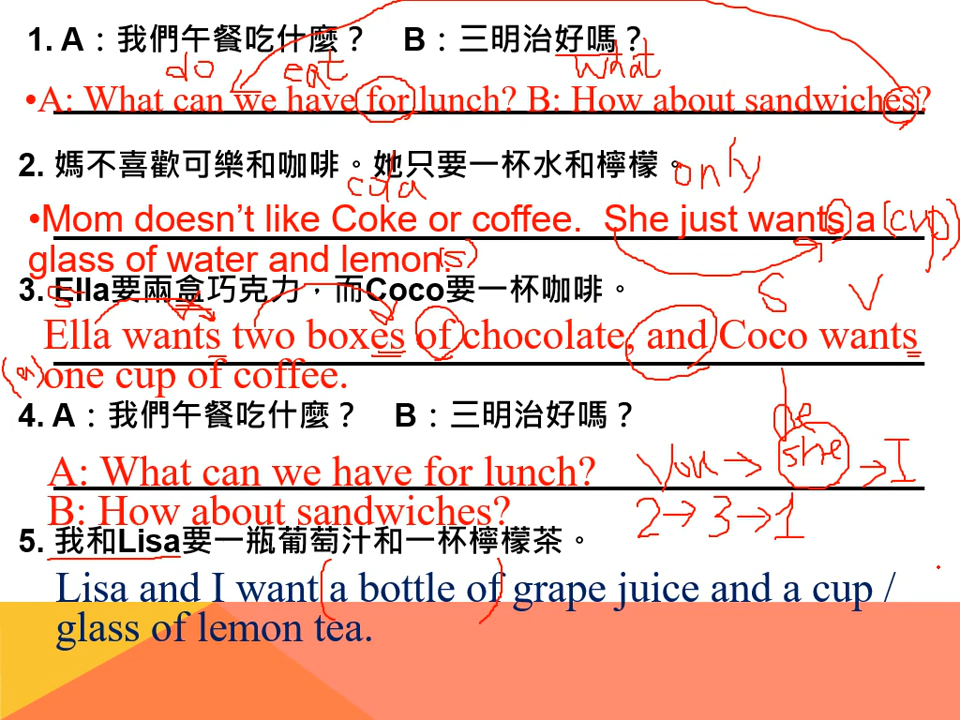 1. A：我們午餐吃什麼？ B：三明治好嗎？
do eat what
•A: What can we have for lunch? B: How about sandwiches?
2. 媽不喜歡可樂和咖啡。她只要一杯水和檸檬。
cola only
•Mom doesn't like Coke or coffee. She just wants a (cup)
glass of water and lemon. (s)
3. Ella要兩盒巧克力，而Coco要一杯咖啡。
S S V
Ella wants two boxes of chocolate, and Coco wants
(a) one cup of coffee.
4. A：我們午餐吃什麼？ B：三明治好嗎？
he
A: What can we have for lunch?
You → she → I
B: How about sandwiches?
2→3→1
5. 我和Lisa要一瓶葡萄汁和一杯檸檬茶。
Lisa and I want a bottle of grape juice and a cup /
glass of lemon tea.